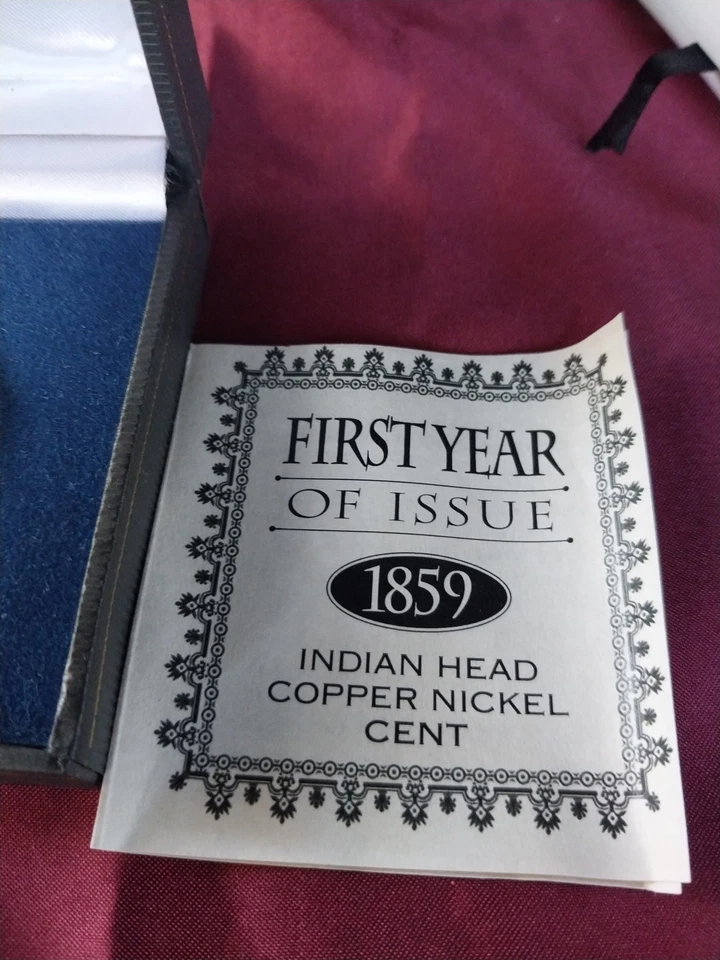 FIRST YEAR
OF ISSUE
1859
INDIAN HEAD
COPPER NICKEL
CENT